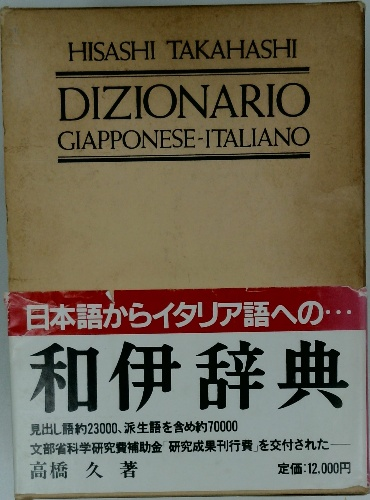 HISASHI TAKAHASHI
DIZIONARIO
GIAPPONESE-ITALIANO
日本語からイタリア語への…
和伊辞典
見出し語約23000、派生語を含め約70000
文部省科学研究費補助金「研究成果刊行費」を交付された──
高橋 久 著
定価:12,000円